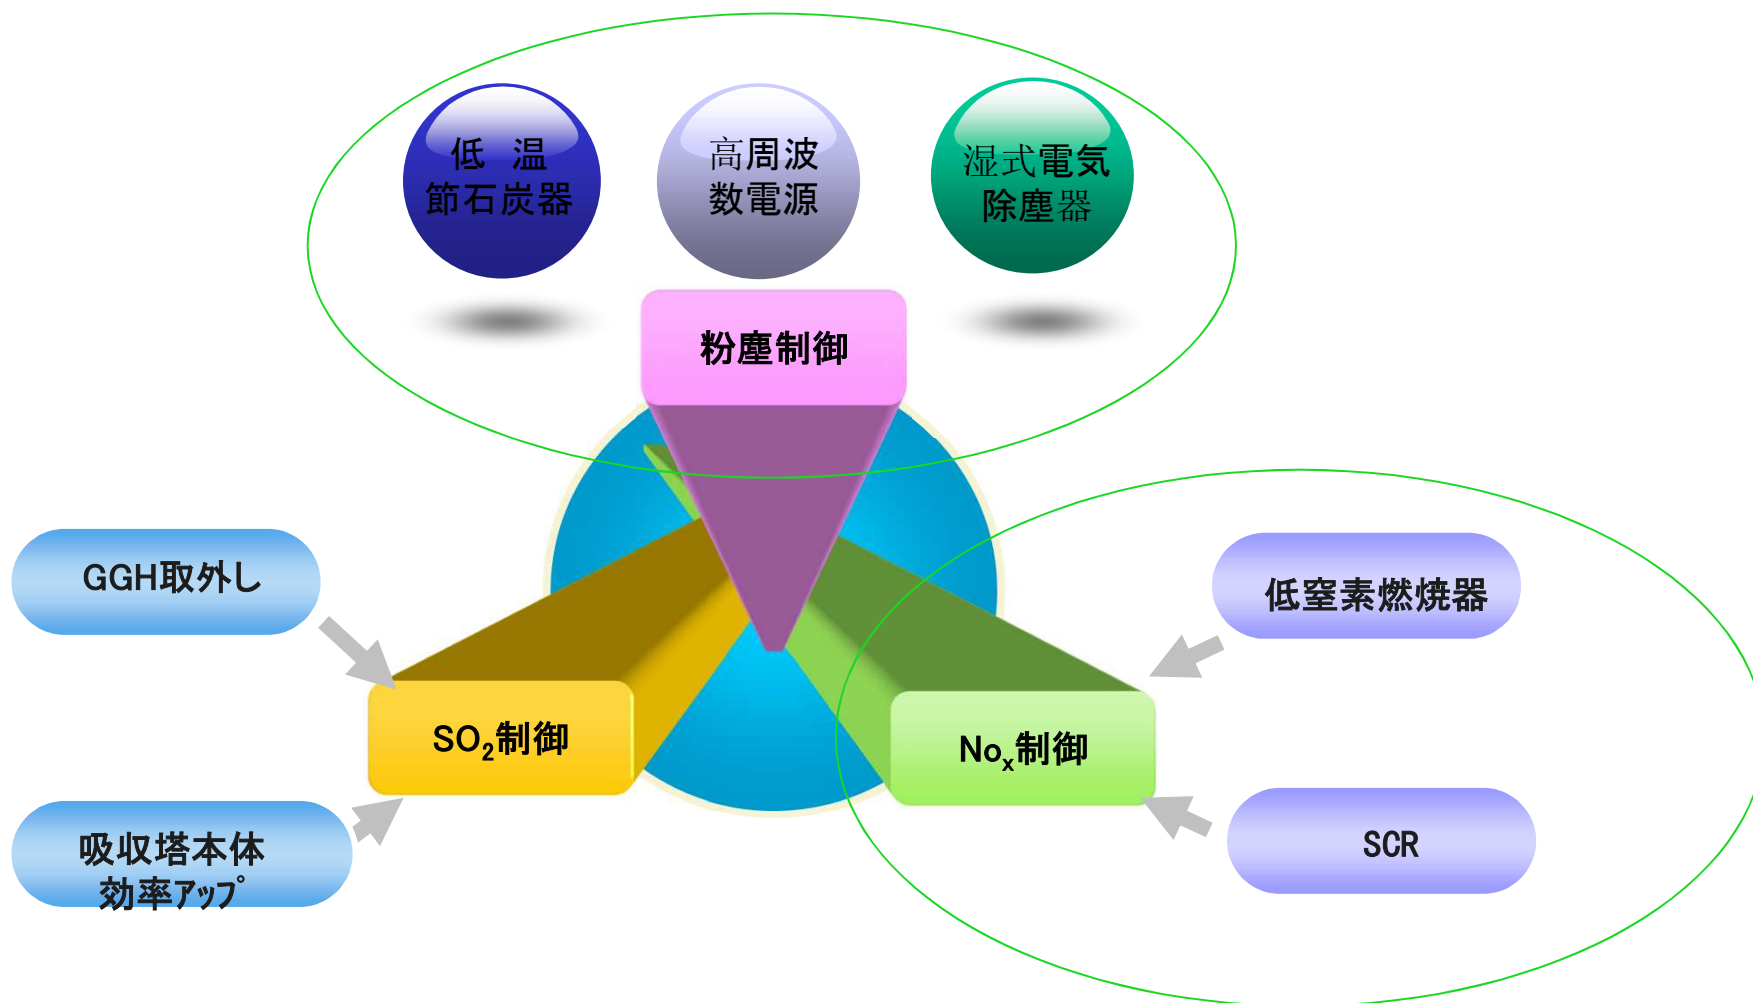 低 温
節石炭器
高周波
数電源
湿式電気
除塵器
粉塵制御
GGH取外し
低窒素燃焼器
SO₂制御
Noₓ制御
吸収塔本体
効率アップ
SCR